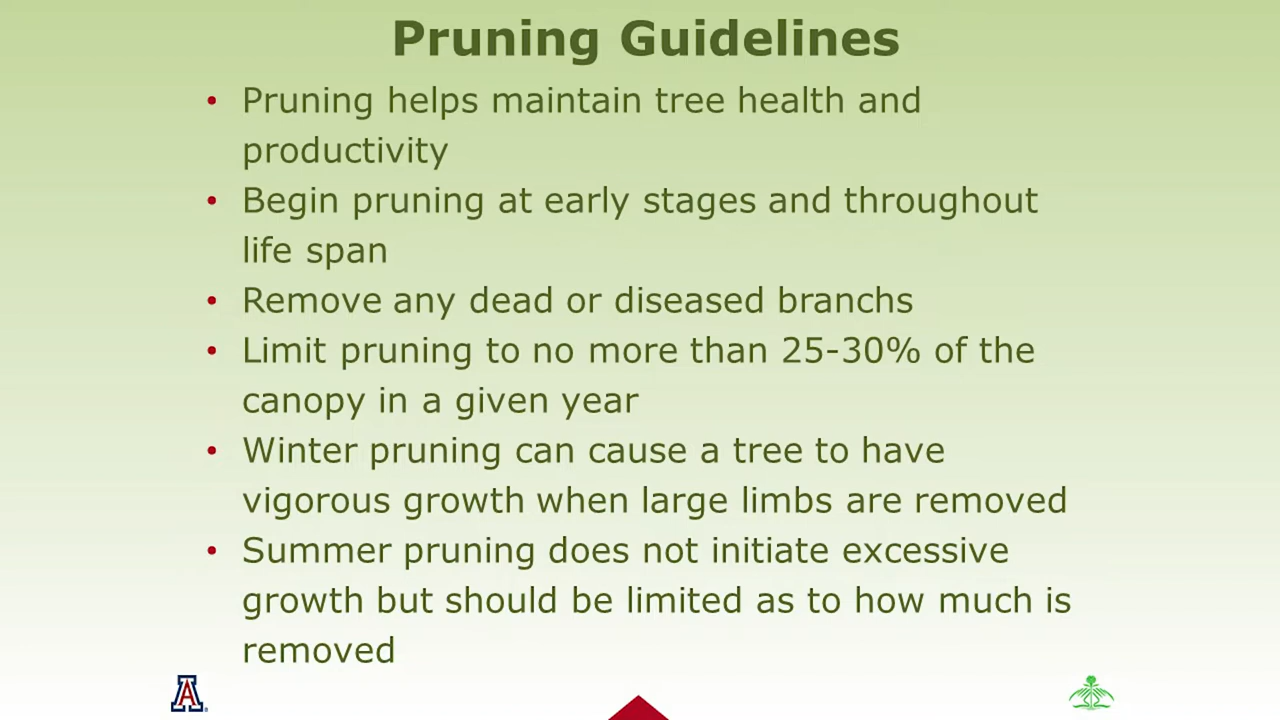 Pruning Guidelines
• Pruning helps maintain tree health and
productivity
• Begin pruning at early stages and throughout
life span
• Remove any dead or diseased branchs
• Limit pruning to no more than 25-30% of the
canopy in a given year
• Winter pruning can cause a tree to have
vigorous growth when large limbs are removed
• Summer pruning does not initiate excessive
growth but should be limited as to how much is
removed
A